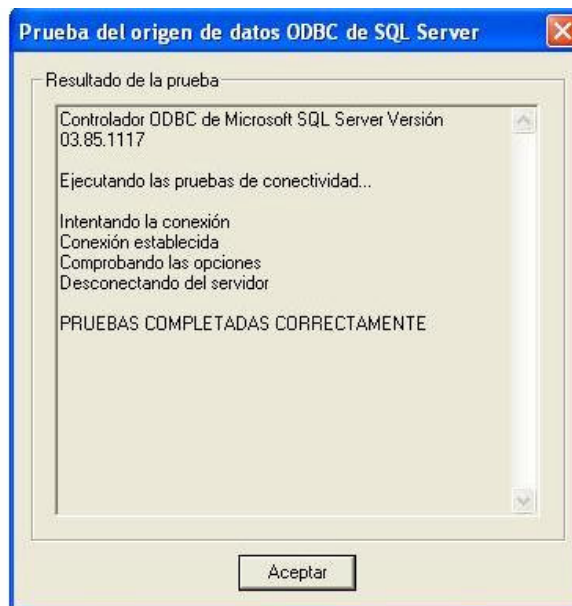 Prueba del origen de datos ODBC de SQL Server
Resultado de la prueba
Controlador ODBC de Microsoft SQL Server Versión
03.85.1117
Ejecutando las pruebas de conectividad...
Intentando la conexión
Conexión establecida
Comprobando las opciones
Desconectando del servidor
PRUEBAS COMPLETADAS CORRECTAMENTE
Aceptar